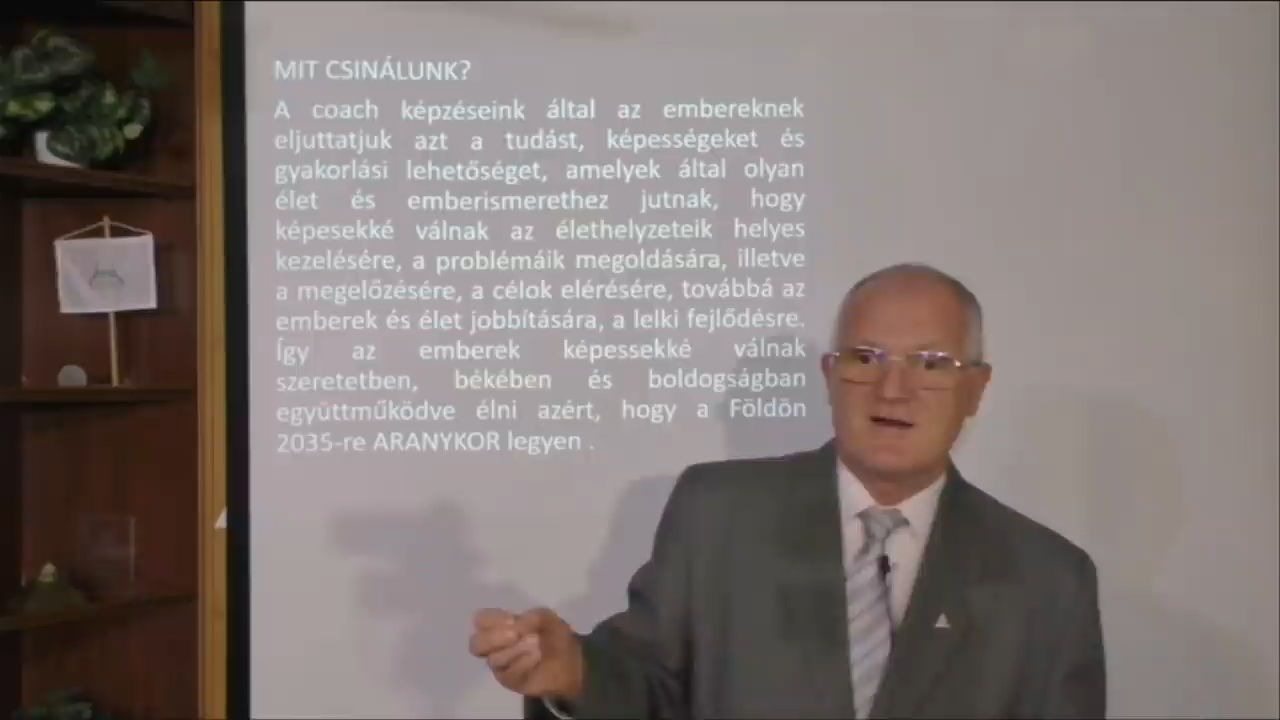 MIT CSINÁLUNK?
A coach képzéseink által az embereknek
eljuttatjuk azt a tudást, képességeket és
gyakorlási lehetőséget, amelyek által olyan
élet és emberismerethez jutnak, hogy
képesekké válnak az élethelyzeteik helyes
kezelésére, a problémáik megoldására, illetve
a megelőzésére, a célok elérésére, továbbá az
emberek és élet jobbítására, a lelki fejlődésre.
Így az emberek képessekké válnak
szeretetben, békében és boldogságban
együttműködve élni azért, hogy a Földön
2035-re ARANYKOR legyen .